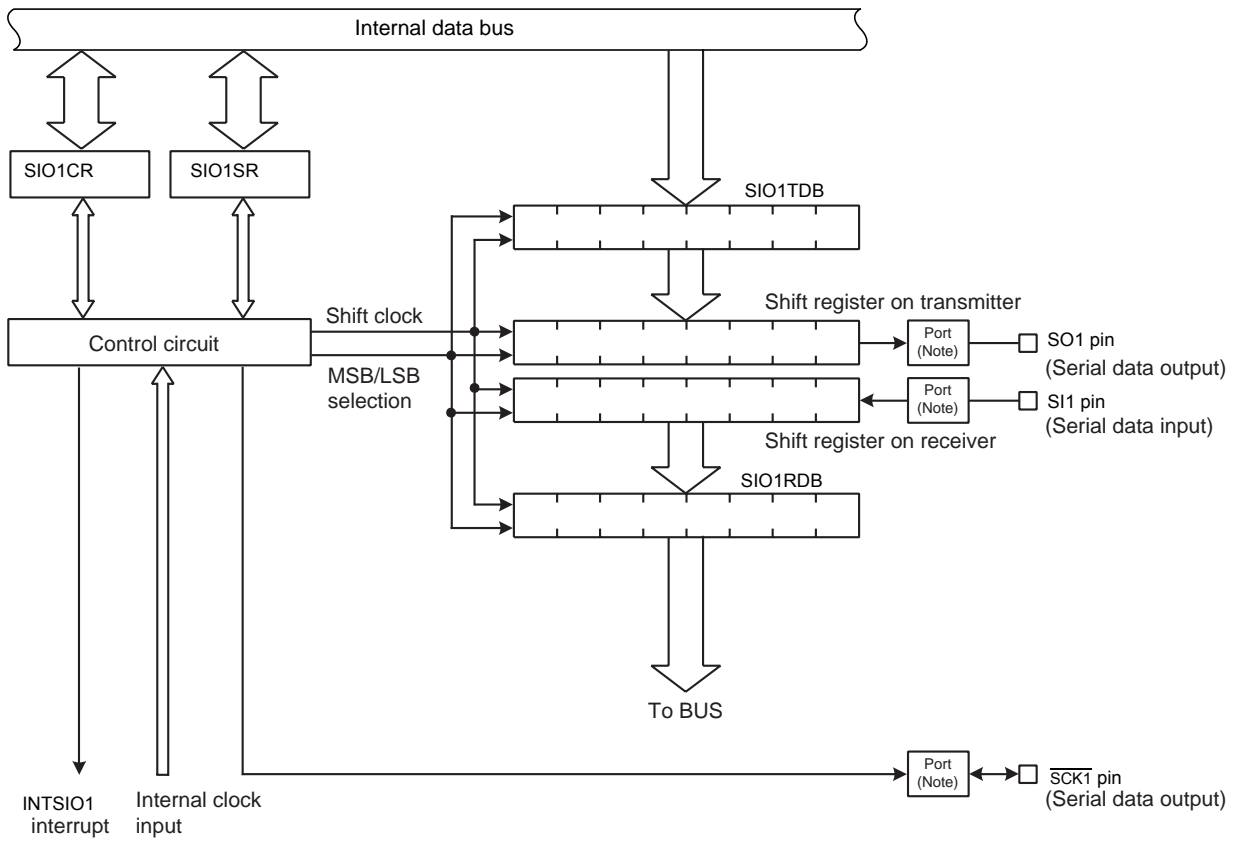 Internal data bus
SIO1CR
SIO1SR
SIO1TDB
Shift register on transmitter
Shift clock
Control circuit
MSB/LSB
selection
Port
(Note)
SO1 pin
(Serial data output)
Port
(Note)
SI1 pin
(Serial data input)
Shift register on receiver
SIO1RDB
To BUS
Port
(Note)
SCK1 pin
(Serial data output)
INTSIO1
interrupt
Internal clock
input